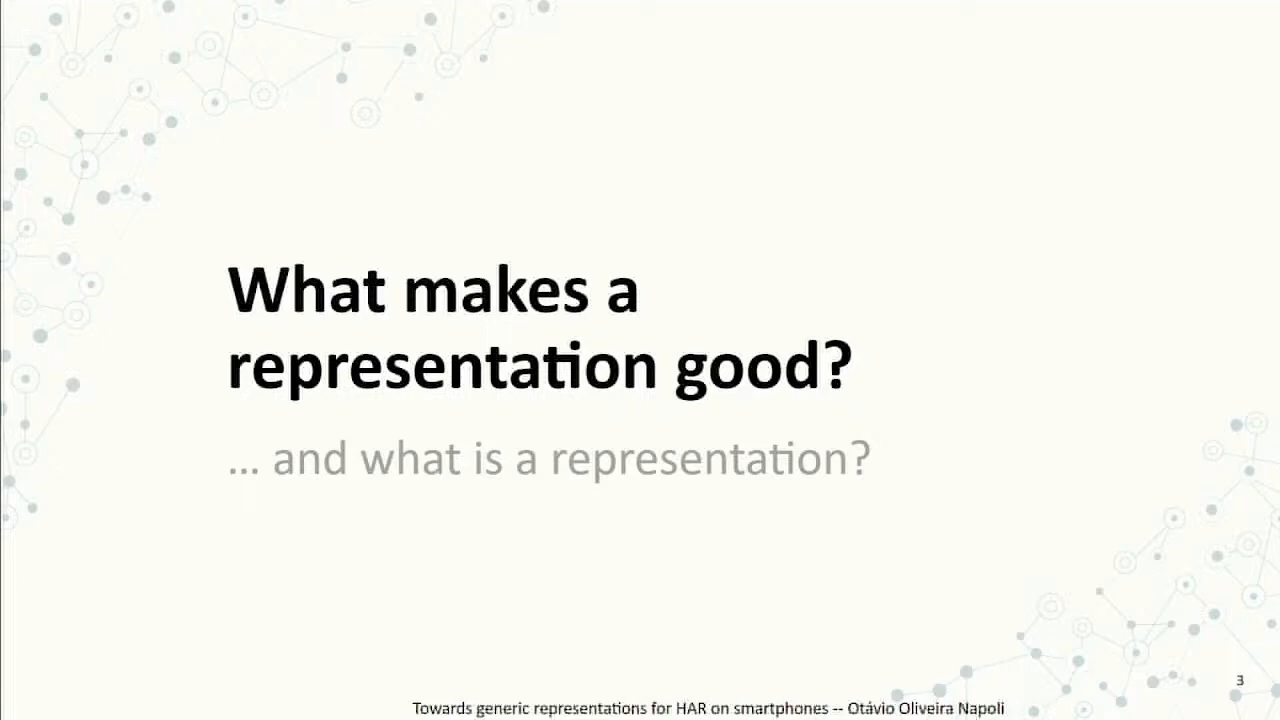 What makes a
representation good?
... and what is a representation?
3
Towards generic representations for HAR on smartphones -- Otávio Oliveira Napoli